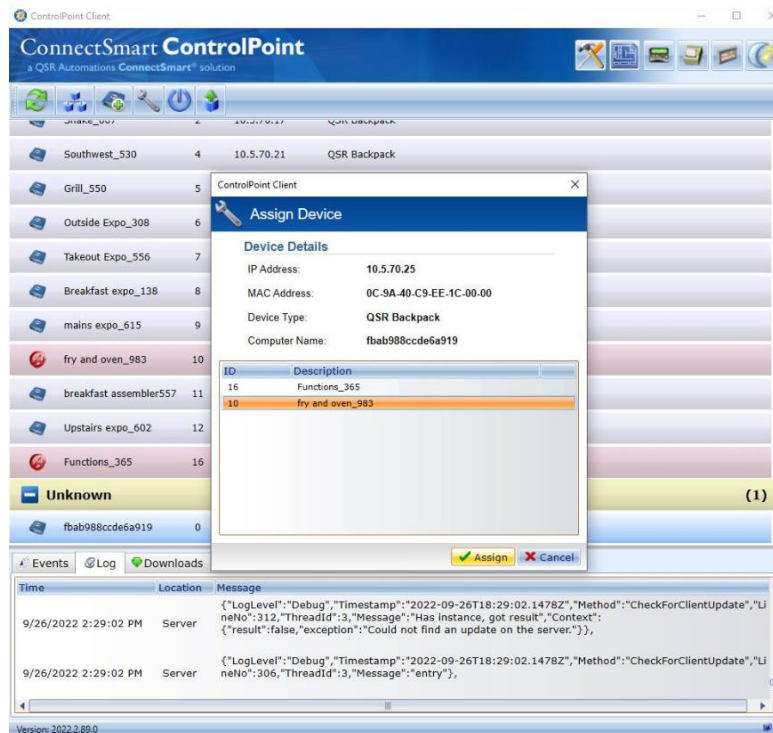 ControlPoint Client
ConnectSmart ControlPoint
a QSR Automations ConnectSmart® solution
Snake_007 2 10.5.70.17 QSR Backpack
Southwest_530 4 10.5.70.21 QSR Backpack
Grill_550 5
Outside Expo_308 6
Takeout Expo_556 7
Breakfast expo_138 8
mains expo_615 9
fry and oven_983 10
breakfast assembler557 11
Upstairs expo_602 12
Functions_365 16
Unknown (1)
fbab988ccde6a919 0
ControlPoint Client
Assign Device
Device Details
IP Address: 10.5.70.25
MAC Address: 0C-9A-40-C9-EE-1C-00-00
Device Type: QSR Backpack
Computer Name: fbab988ccde6a919
ID Description
16 Functions_365
10 fry and oven_983
Assign Cancel
Events Log Downloads
Time Location Message
{"LogLevel":"Debug","Timestamp":"2022-09-26T18:29:02.1478Z","Method":"CheckForClientUpdate","Li
9/26/2022 2:29:02 PM Server neNo":312,"ThreadId":3,"Message":"Has instance, got result","Context":
{"result":false,"exception":"Could not find an update on the server."}},
{"LogLevel":"Debug","Timestamp":"2022-09-26T18:29:02.1478Z","Method":"CheckForClientUpdate","Li
9/26/2022 2:29:02 PM Server neNo":306,"ThreadId":3,"Message":"entry"},
Version: 2022.2.89.0